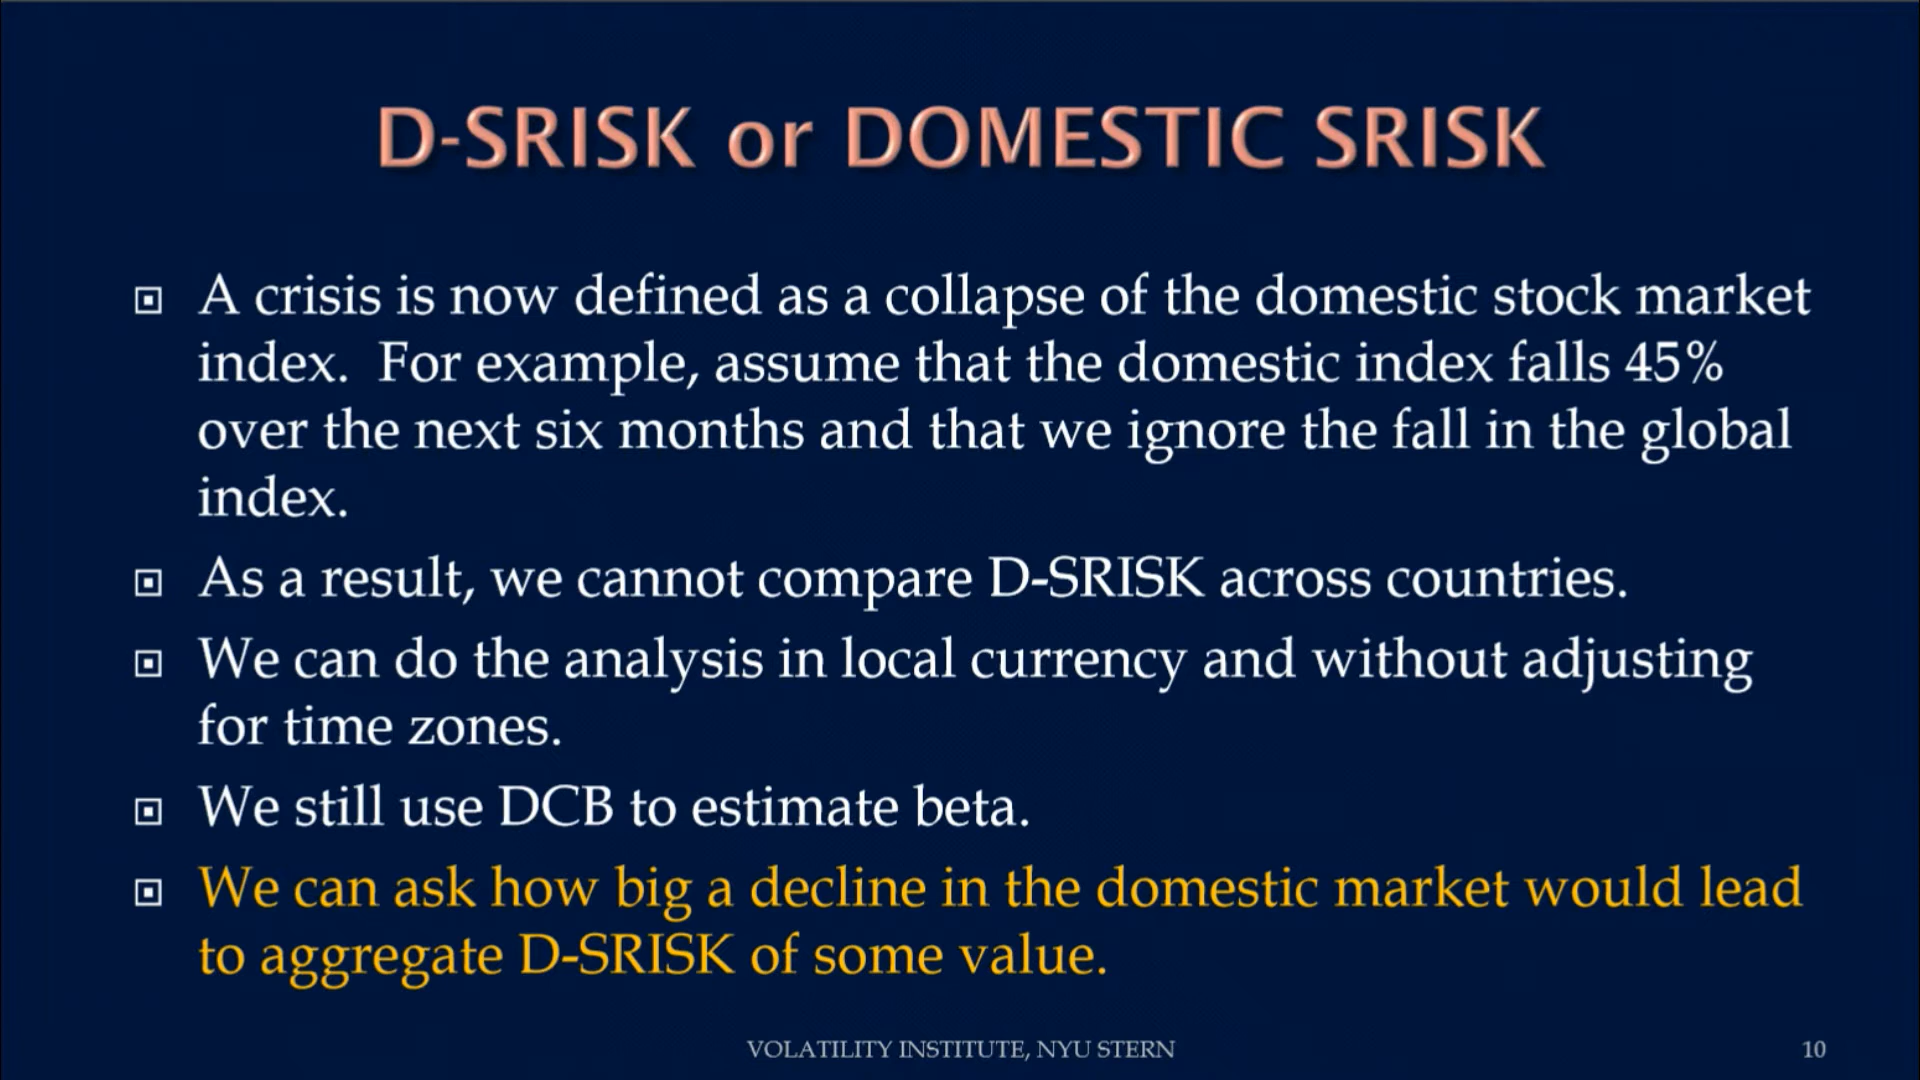 D-SRISK or DOMESTIC SRISK
A crisis is now defined as a collapse of the domestic stock market
index.  For example, assume that the domestic index falls 45%
over the next six months and that we ignore the fall in the global
index.
As a result, we cannot compare D-SRISK across countries.
We can do the analysis in local currency and without adjusting
for time zones.
We still use DCB to estimate beta.
We can ask how big a decline in the domestic market would lead
to aggregate D-SRISK of some value.
VOLATILITY INSTITUTE, NYU STERN
10